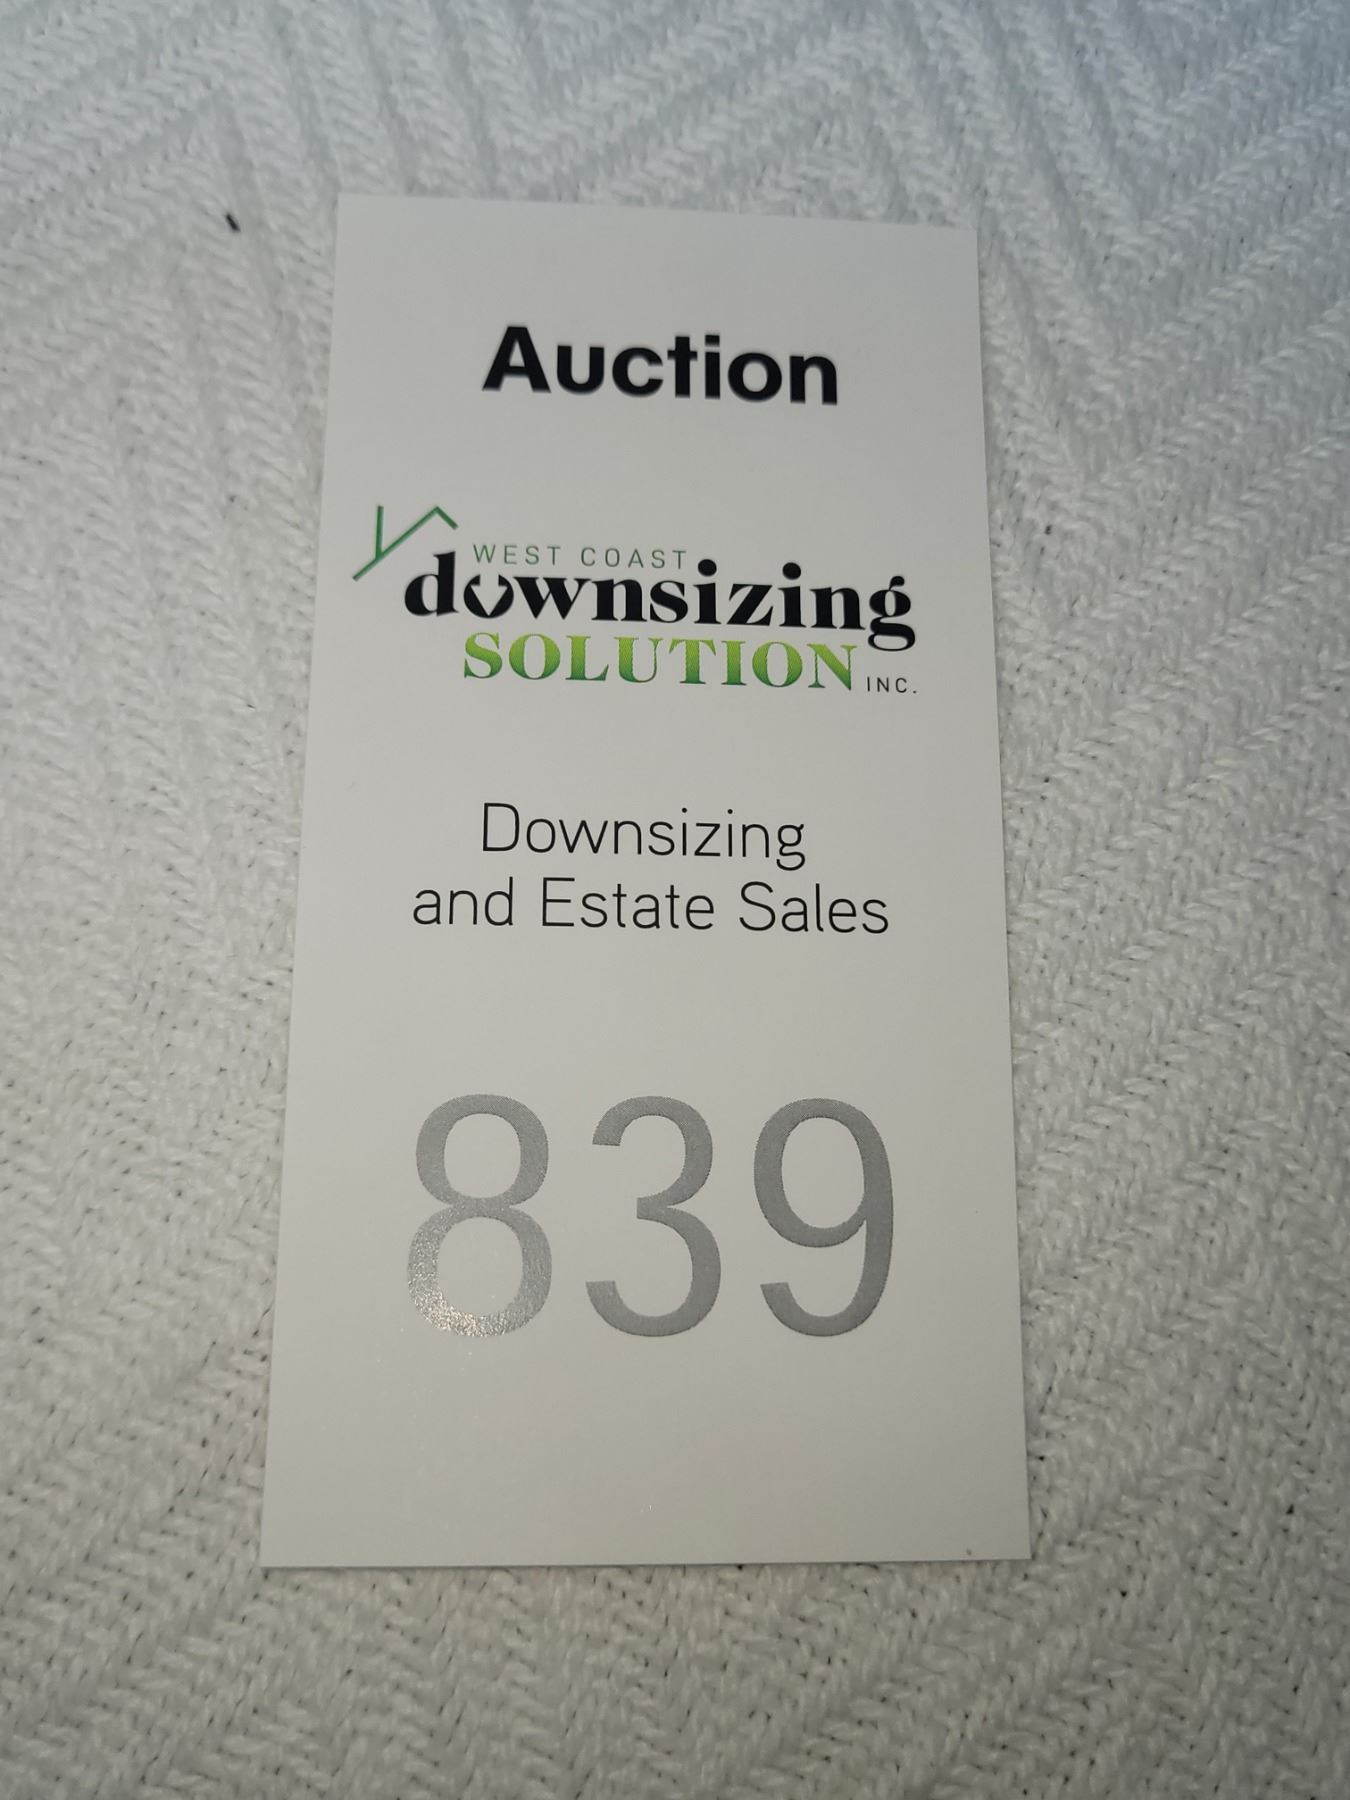 Auction
WEST COAST
downsizing
SOLUTION INC.
Downsizing
and Estate Sales
839